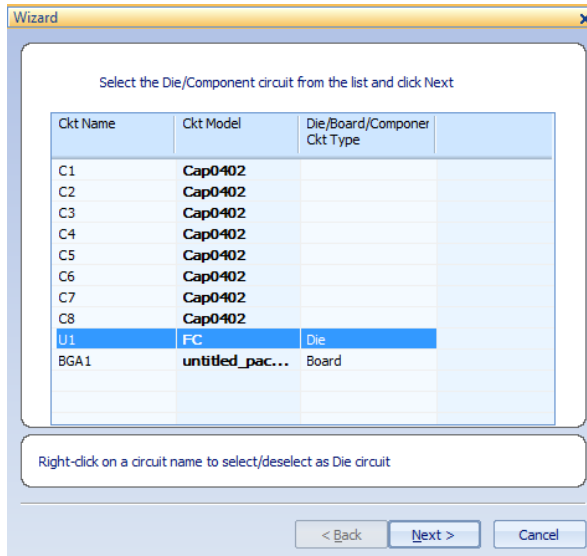 Wizard
Select the Die/Component circuit from the list and click Next
Ckt Name Ckt Model Die/Board/Componer
Ckt Type
C1 Cap0402
C2 Cap0402
C3 Cap0402
C4 Cap0402
C5 Cap0402
C6 Cap0402
C7 Cap0402
C8 Cap0402
U1 FC Die
BGA1 untitled_pac... Board
Right-click on a circuit name to select/deselect as Die circuit
< Back Next > Cancel